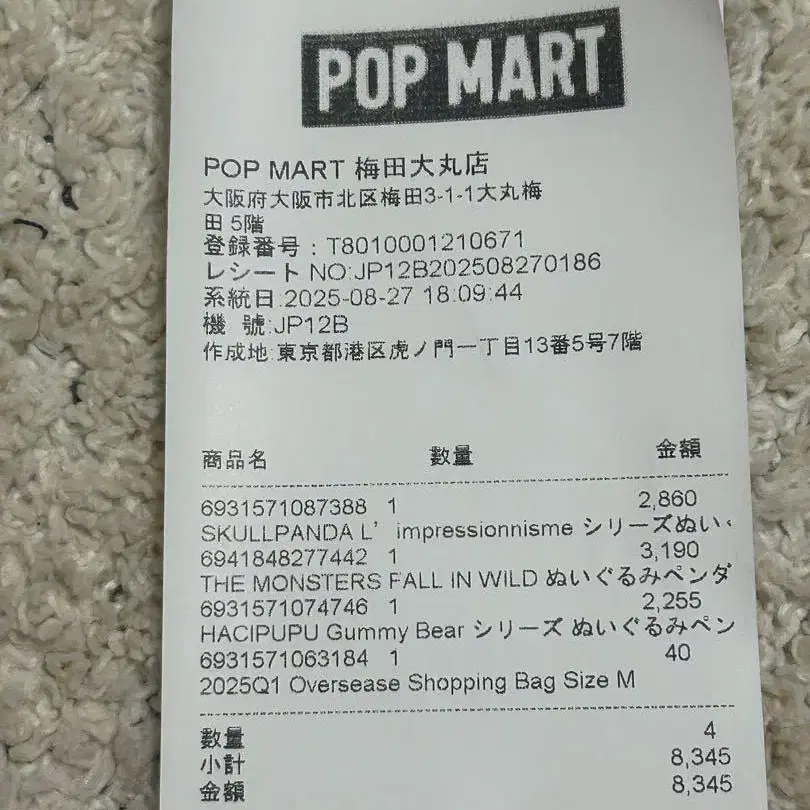 POP MART
POP MART 梅田大丸店
大阪府大阪市北区梅田3-1-1大丸梅
田 5階
登録番号：T8010001210671
レシート NO:JP12B202508270186
系統日:2025-08-27 18:09:44
機 號:JP12B
作成地:東京都港区虎ノ門一丁目13番5号7階
商品名 數量 金額
6931571087388 1 2,860
SKULLPANDA L’impressionnisme シリーズぬい
6941848277442 1 3,190
THE MONSTERS FALL IN WILD ぬいぐるみペンダ
6931571074746 1 2,255
HACIPUPU Gummy Bear シリーズ ぬいぐるみペン
6931571063184 1 40
2025Q1 Oversease Shopping Bag Size M
數量 4
小計 8,345
金額 8,345